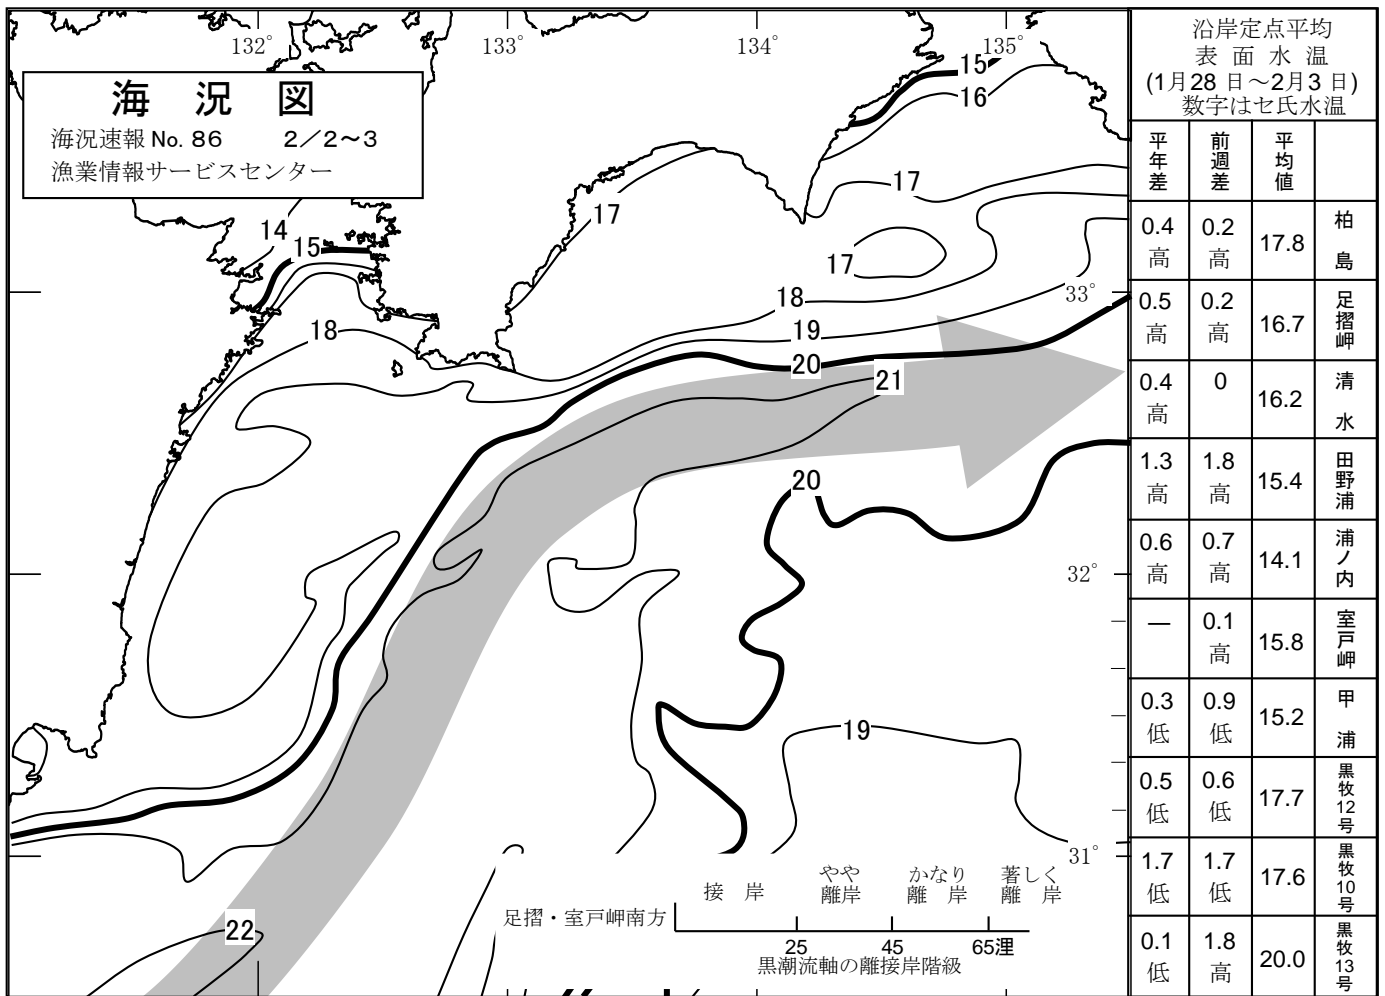 132°
133°
134°
135°
海 況 図
海況速報 No. 86 2／2～3
漁業情報サービスセンター
15
16
17
17
14
15
17
18
33°
18
19
20
21
20
32°
19
31°
22
接 岸
やや
離岸
かなり
離 岸
著しく
離 岸
足摺・室戸岬南方
25 45 65浬
黒潮流軸の離接岸階級
沿岸定点平均
表 面 水 温
(1月28 日～2月3 日)
数字はセ氏水温
平年差 前週差 平均値
0.4高 0.2高 17.8 柏島
0.5高 0.2高 16.7 足摺岬
0.4高 0 16.2 清水
1.3高 1.8高 15.4 田野浦
0.6高 0.7高 14.1 浦ノ内
— 0.1高 15.8 室戸岬
0.3低 0.9低 15.2 甲浦
0.5低 0.6低 17.7 黒牧12号
1.7低 1.7低 17.6 黒牧10号
0.1低 1.8高 20.0 黒牧13号